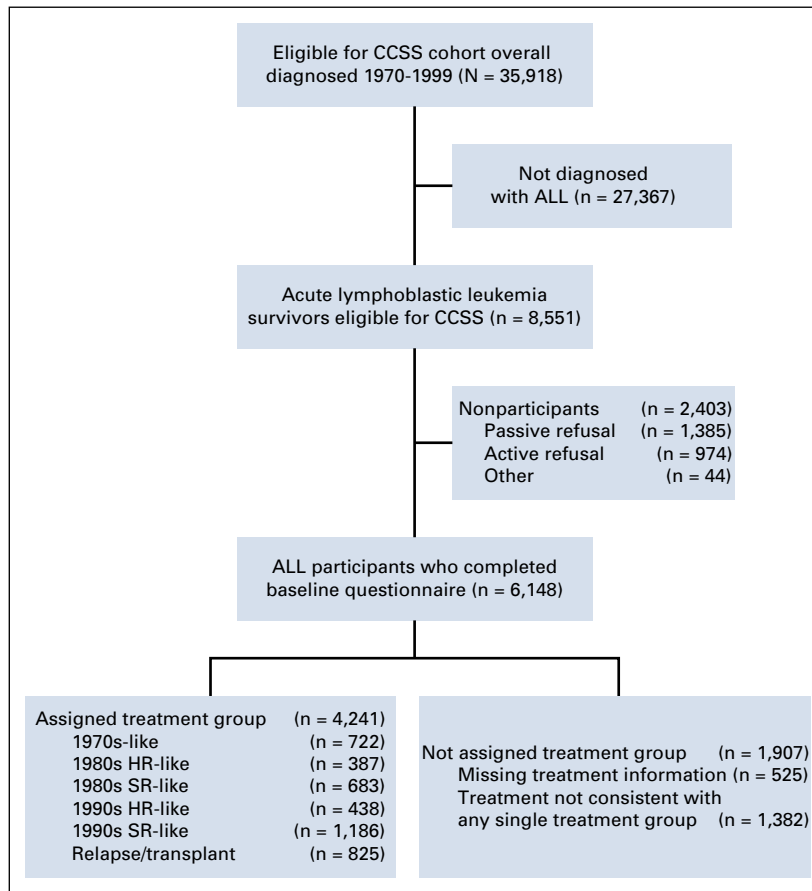 Eligible for CCSS cohort overall
diagnosed 1970-1999 (N = 35,918)
Not diagnosed
with ALL (n = 27,367)
Acute lymphoblastic leukemia
survivors eligible for CCSS (n = 8,551)
Nonparticipants (n = 2,403)
Passive refusal (n = 1,385)
Active refusal (n = 974)
Other (n = 44)
ALL participants who completed
baseline questionnaire (n = 6,148)
Assigned treatment group (n = 4,241)
1970s-like (n = 722)
1980s HR-like (n = 387)
1980s SR-like (n = 683)
1990s HR-like (n = 438)
1990s SR-like (n = 1,186)
Relapse/transplant (n = 825)
Not assigned treatment group (n = 1,907)
Missing treatment information (n = 525)
Treatment not consistent with
any single treatment group (n = 1,382)